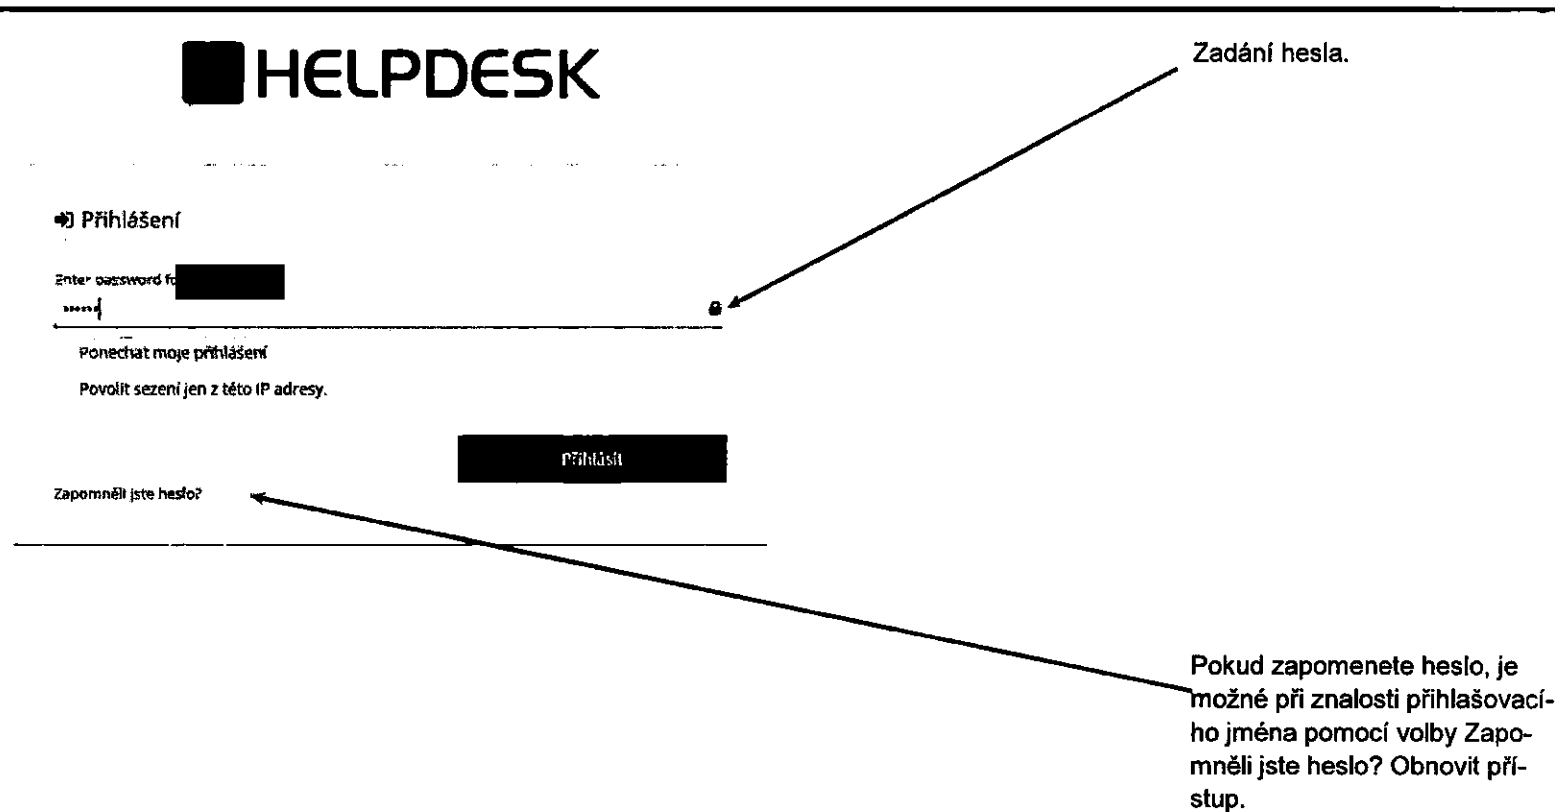 HELPDESK
Zadání hesla.
Přihlášení
Enter password fo
Ponechat moje přihlášení
Povolit sezení jen z této IP adresy.
Přihlásit
Zapomněli jste heslo?
Pokud zapomenete heslo, je
možné při znalosti přihlašovací-
ho jména pomocí volby Zapo-
mněli jste heslo? Obnovit pří-
stup.